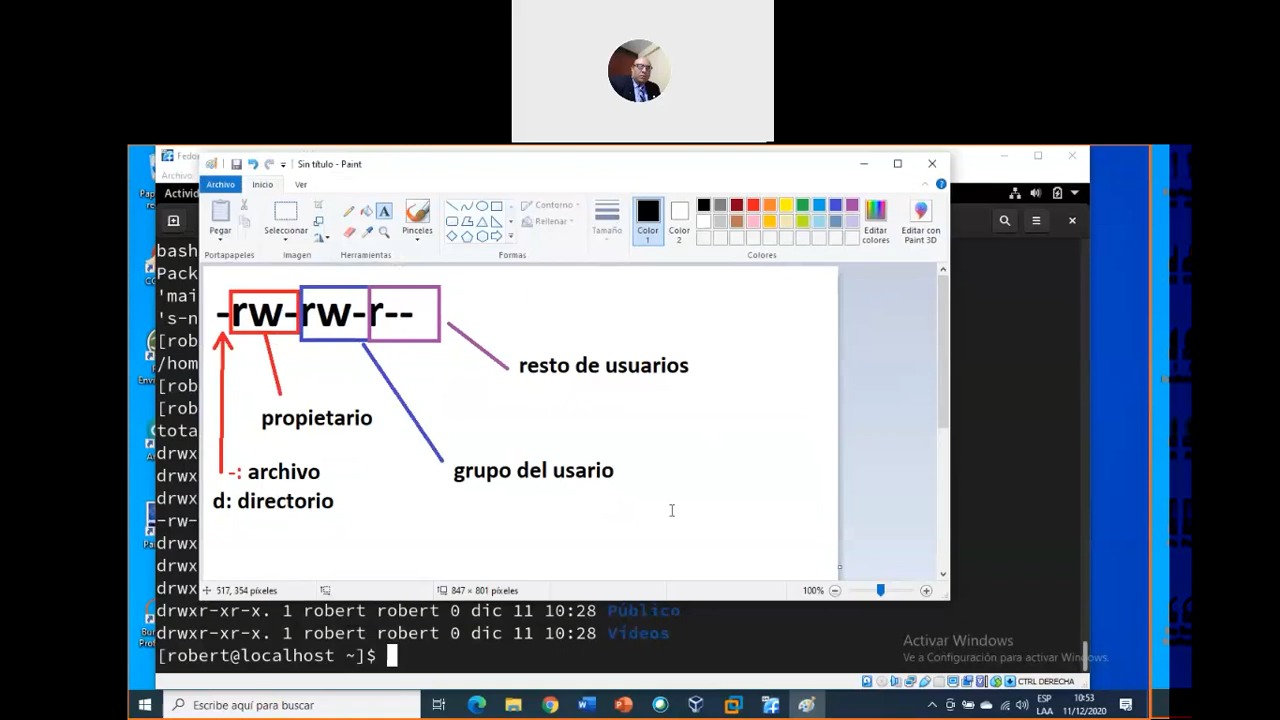 Fedo
Sin título - Paint
Archivo:
Archivo
Inicio
Ver
Activid
Pegar
Seleccionar
Pinceles
Contorno
Rellenar
Tamaño
Color 1
Color 2
Editar colores
Editar con Paint 3D
Portapapeles
Imagen
Herramientas
Formas
Colores
bash
Pack
'mai
's-n
[rob
/hom
[rob
[rob
tota
drwx
drwx
drwx
-rw-
drwx
drwx
drwx
-rw-rw-r--
resto de usuarios
propietario
-: archivo
grupo del usario
d: directorio
517, 354 píxeles
847 × 801 píxeles
100%
drwxr-xr-x. 1 robert robert 0 dic 11 10:28 Público
drwxr-xr-x. 1 robert robert 0 dic 11 10:28 Vídeos
[robert@localhost ~]$
Activar Windows
Ve a Configuración para activar Windows.
CTRL DERECHA
Escribe aquí para buscar
ESP
LAA
10:53
11/12/2020